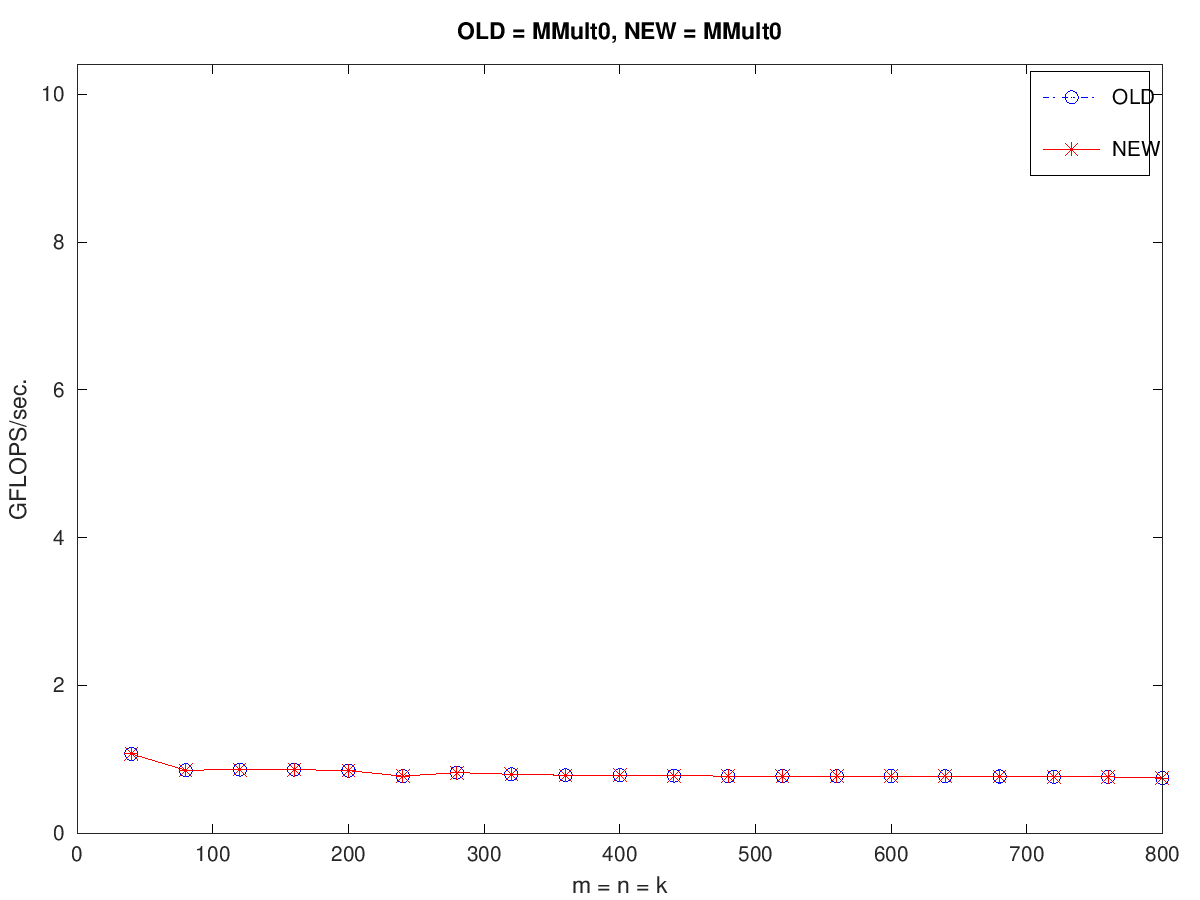 OLD = MMult0, NEW = MMult0
OLD
NEW
10
8
6
4
2
0
GFLOPS/sec.
0 100 200 300 400 500 600 700 800
m = n = k